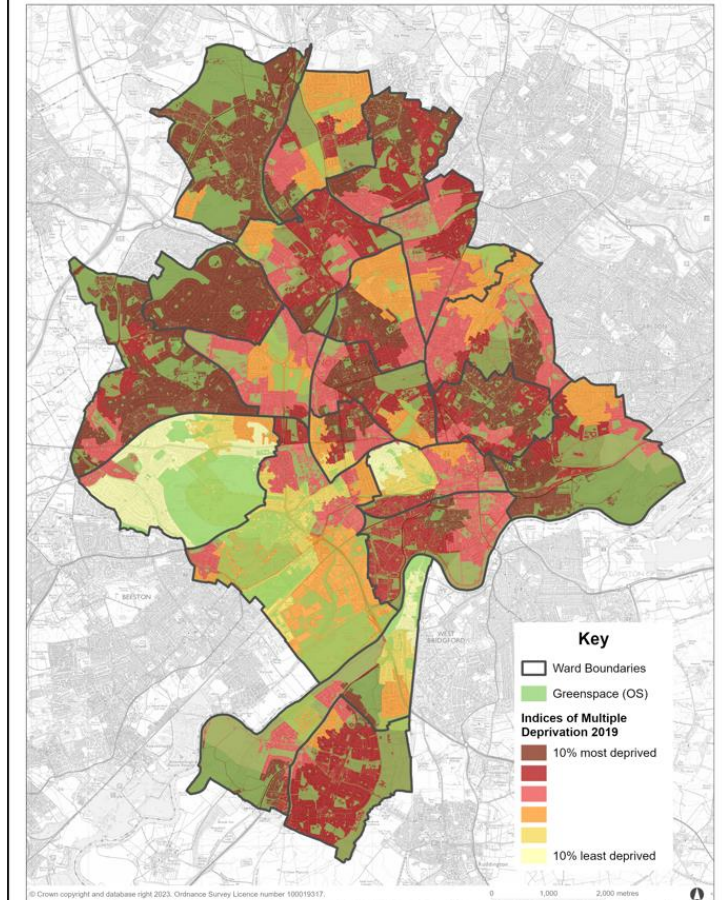 BEESTON
WEST
BRIDGFORD
Key
Ward Boundaries
Greenspace (OS)
Indices of Multiple
Deprivation 2019
10% most deprived
10% least deprived
© Crown copyright and database right 2023. Ordnance Survey Licence number 100019317.
0 1,000 2,000 metres